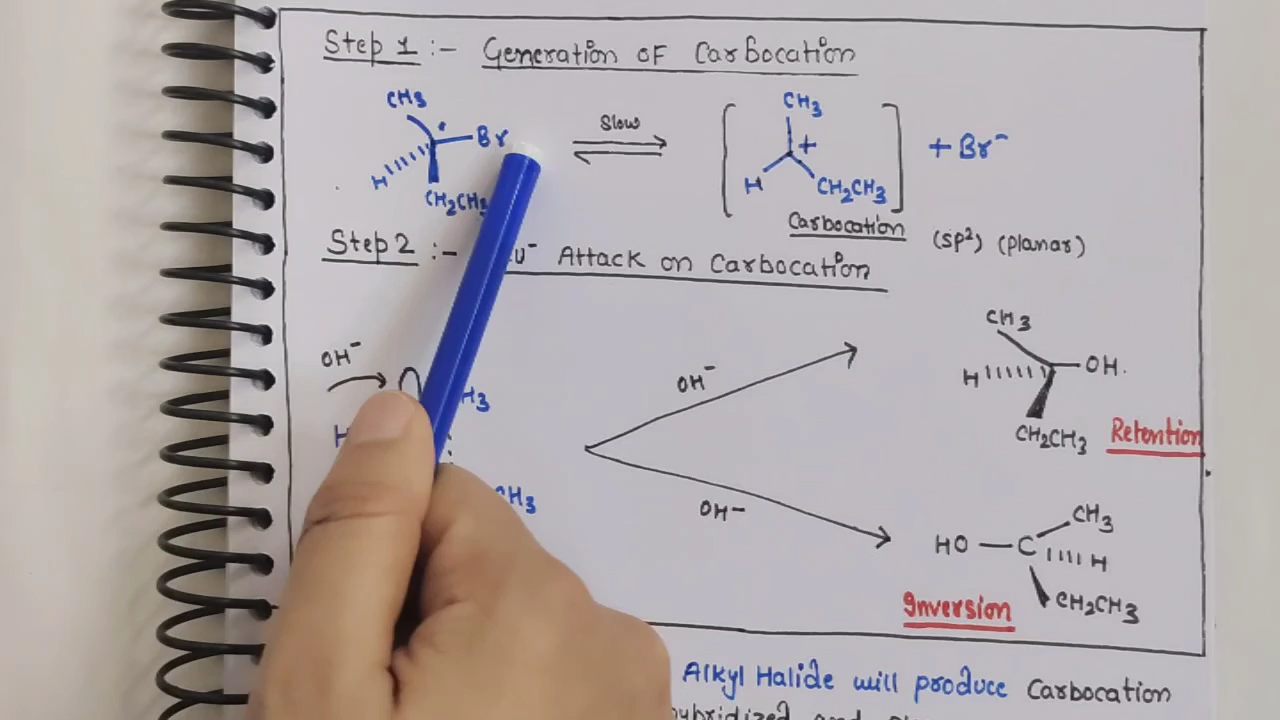 Step 1 :- Generation of Carbocation
CH3
Br
H
CH2CH3
Slow
CH3
+
H
CH2CH3
+ Br-
Carbocation (sp2) (planar)
Step 2 :- Attack on Carbocation
OH-
H
OH-
CH3
H OH.
CH2CH3 Retention
OH-
CH3
HO - C H
CH2CH3
Inversion
Alkyl Halide will produce Carbocation